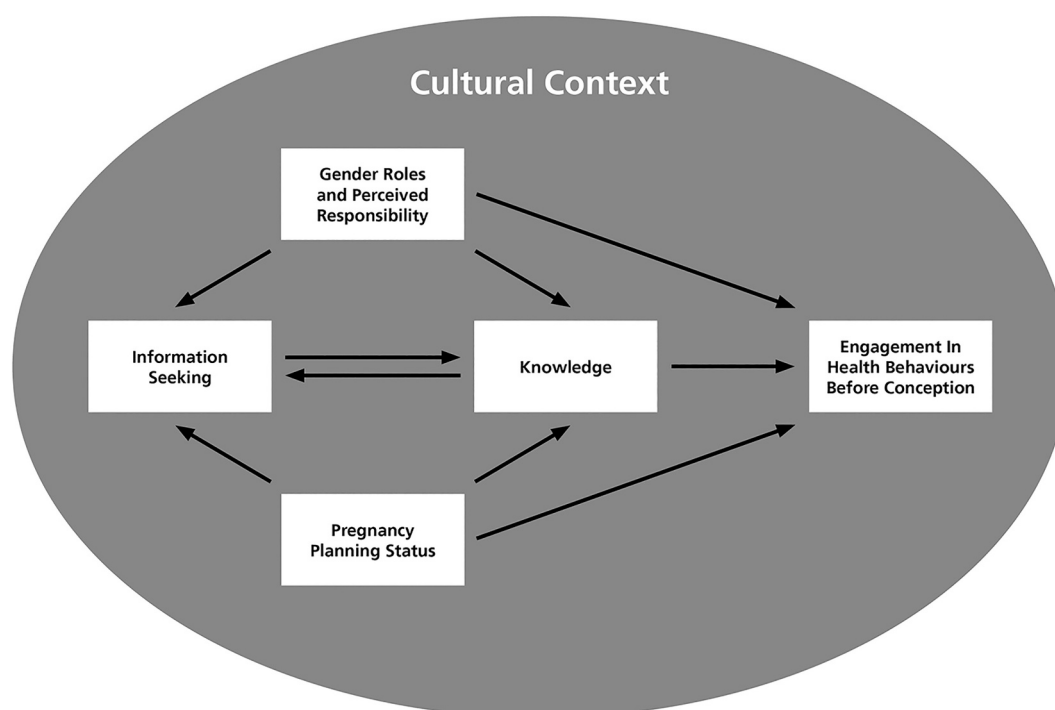 Cultural Context
Gender Roles
and Perceived
Responsibility
Information
Seeking
Knowledge
Engagement In
Health Behaviours
Before Conception
Pregnancy
Planning Status